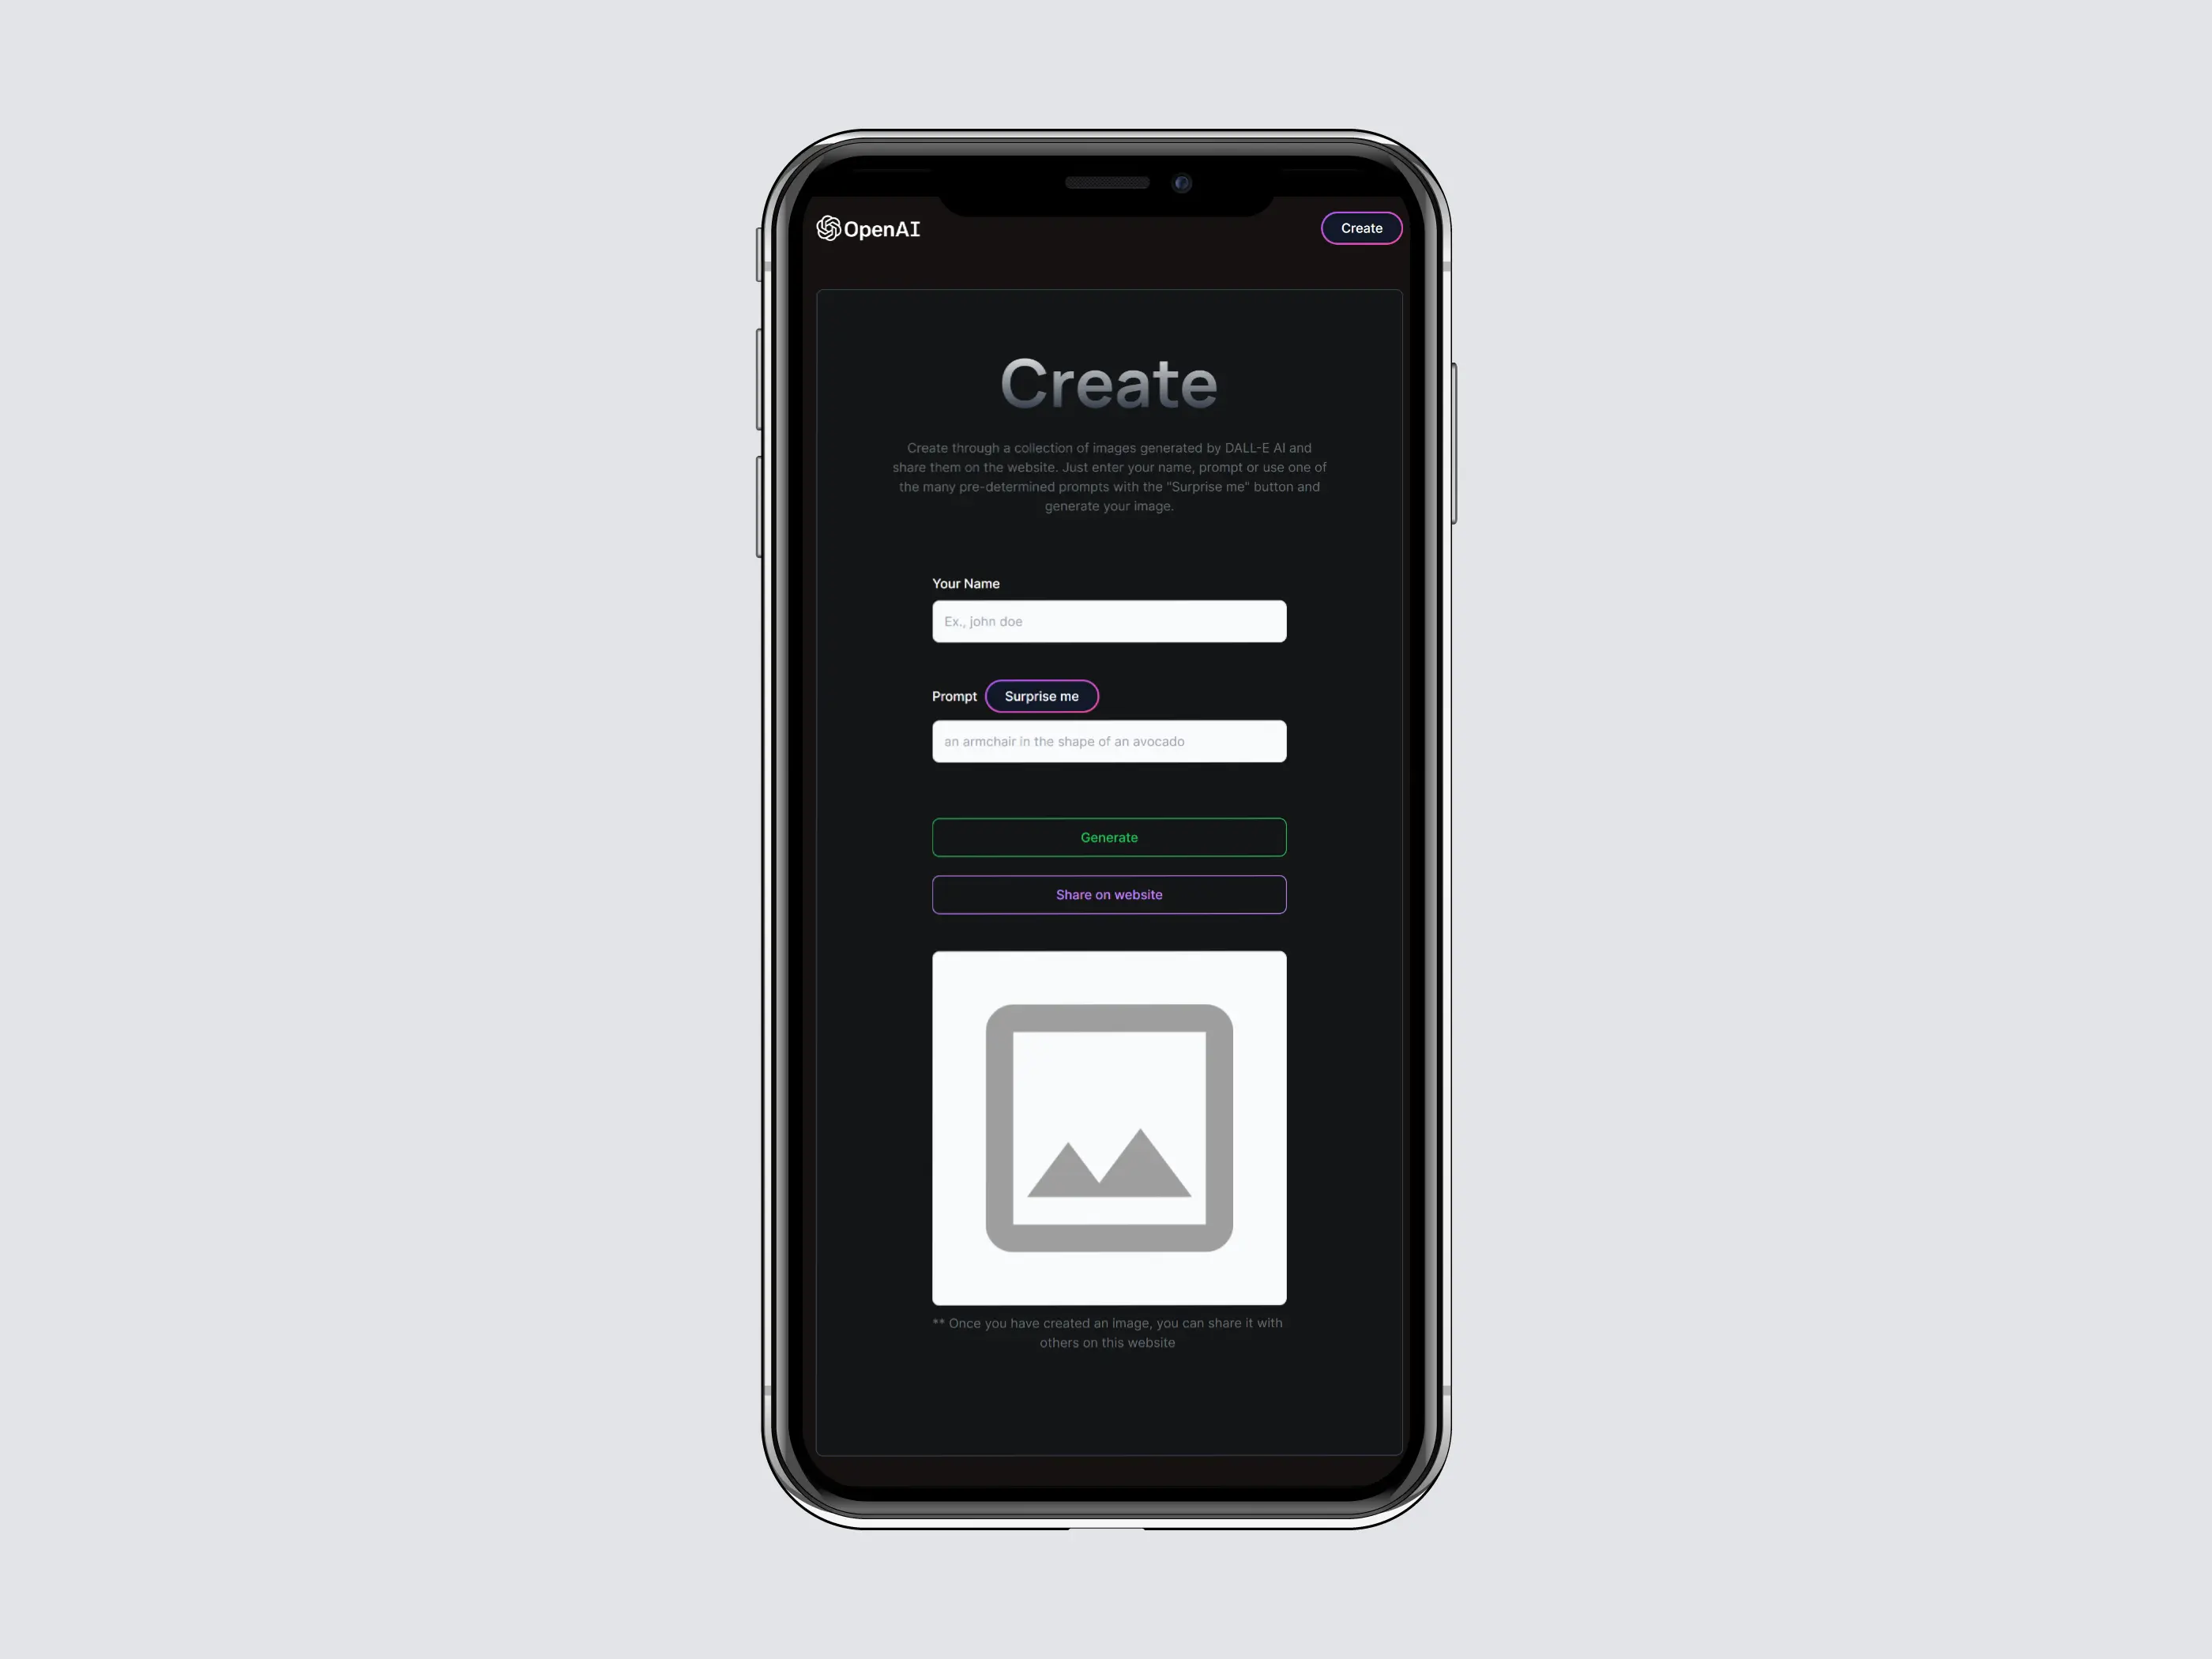 OpenAI
Create
Create
Create through a collection of images generated by DALL-E AI and
share them on the website. Just enter your name, prompt or use one of
the many pre-determined prompts with the "Surprise me" button and
generate your image.
Your Name
Ex., john doe
Prompt Surprise me
an armchair in the shape of an avocado
Generate
Share on website
** Once you have created an image, you can share it with
others on this website